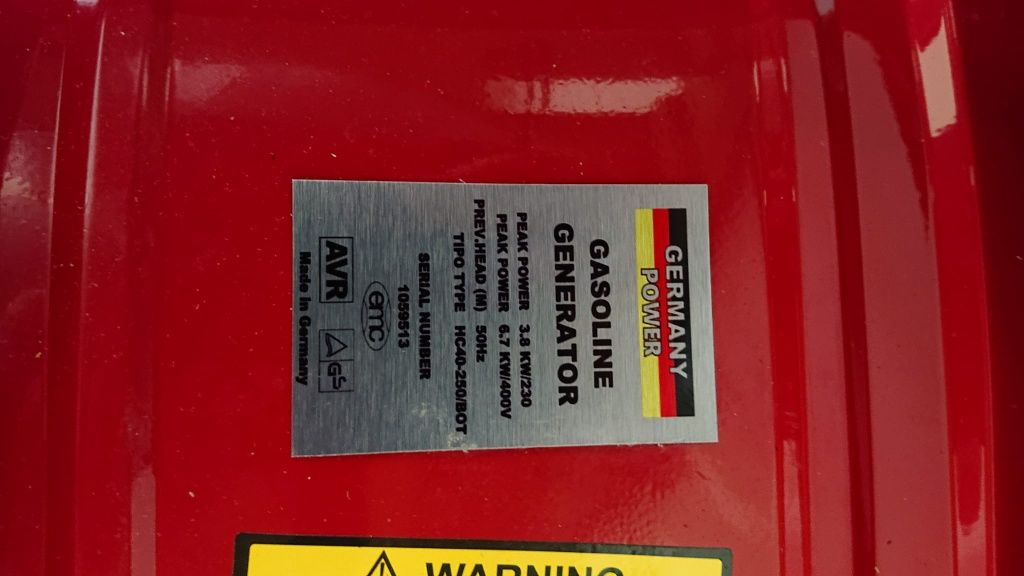 GERMANY
POWER
GASOLINE
GENERATOR
PEAK POWER 3.8 KW/230
PEAK POWER 6.7 KW/400V
PREV.HEAD (M) 50Hz
TIPO TYPE HC40-250/BOT
SERIAL NUMBER
1059513
emc
AVR GS
Made in Germany
WARNING